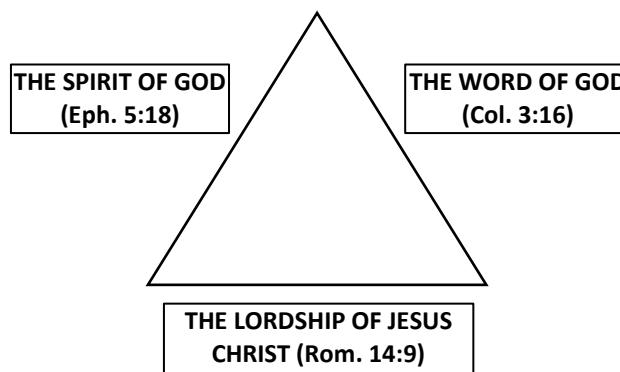 THE SPIRIT OF GOD
(Eph. 5:18)
THE WORD OF GOD
(Col. 3:16)
THE LORDSHIP OF JESUS
CHRIST (Rom. 14:9)